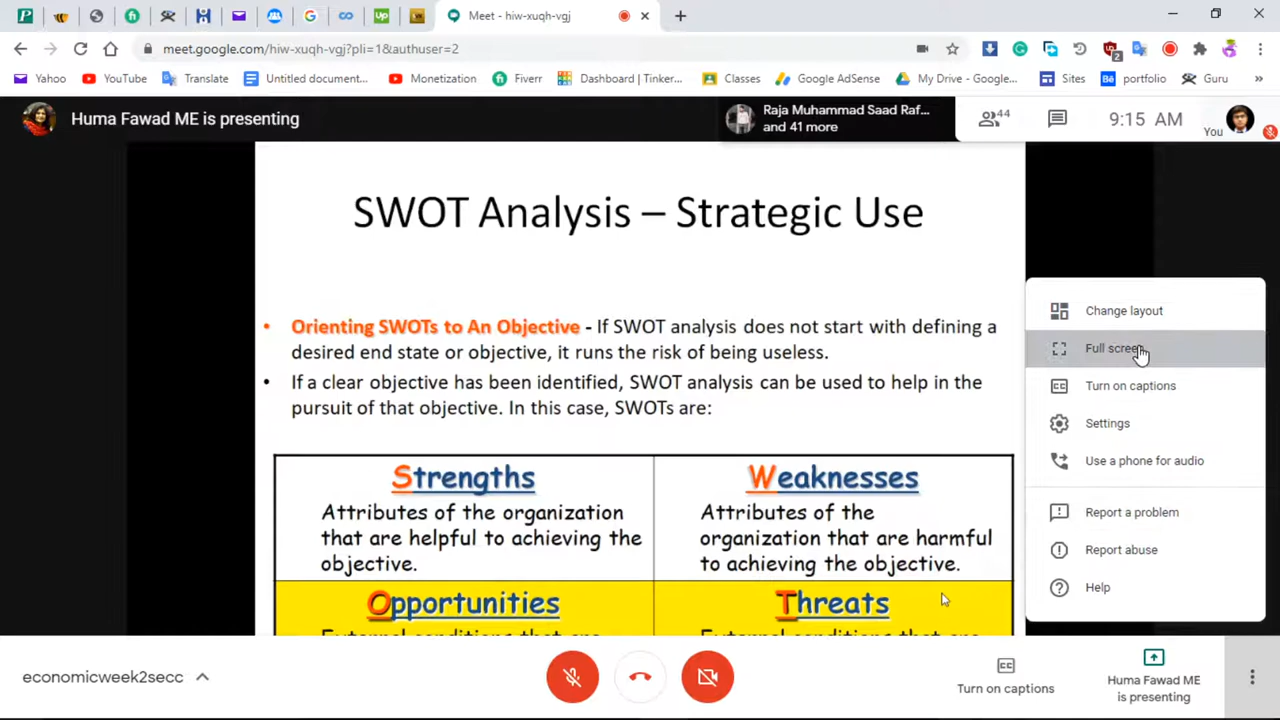 Meet - hiw-xuqh-vgj
meet.google.com/hiw-xuqh-vgj?pli=1&authuser=2
2
Yahoo
YouTube
Translate
Untitled document...
Monetization
Fiverr
Dashboard | Tinker...
Classes
Google AdSense
My Drive - Google...
Sites
portfolio
Guru
»
Huma Fawad ME is presenting
Raja Muhammad Saad Raf...
and 41 more
44
9:15 AM
You
SWOT Analysis – Strategic Use
• Orienting SWOTs to An Objective - If SWOT analysis does not start with defining a
desired end state or objective, it runs the risk of being useless.
• If a clear objective has been identified, SWOT analysis can be used to help in the
pursuit of that objective. In this case, SWOTs are:
Strengths
Attributes of the organization
that are helpful to achieving the
objective.
Weaknesses
Attributes of the
organization that are harmful
to achieving the objective.
Opportunities
Threats
Change layout
Full screen
Turn on captions
Settings
Use a phone for audio
Report a problem
Report abuse
Help
economicweek2secc
Turn on captions
Huma Fawad ME
is presenting